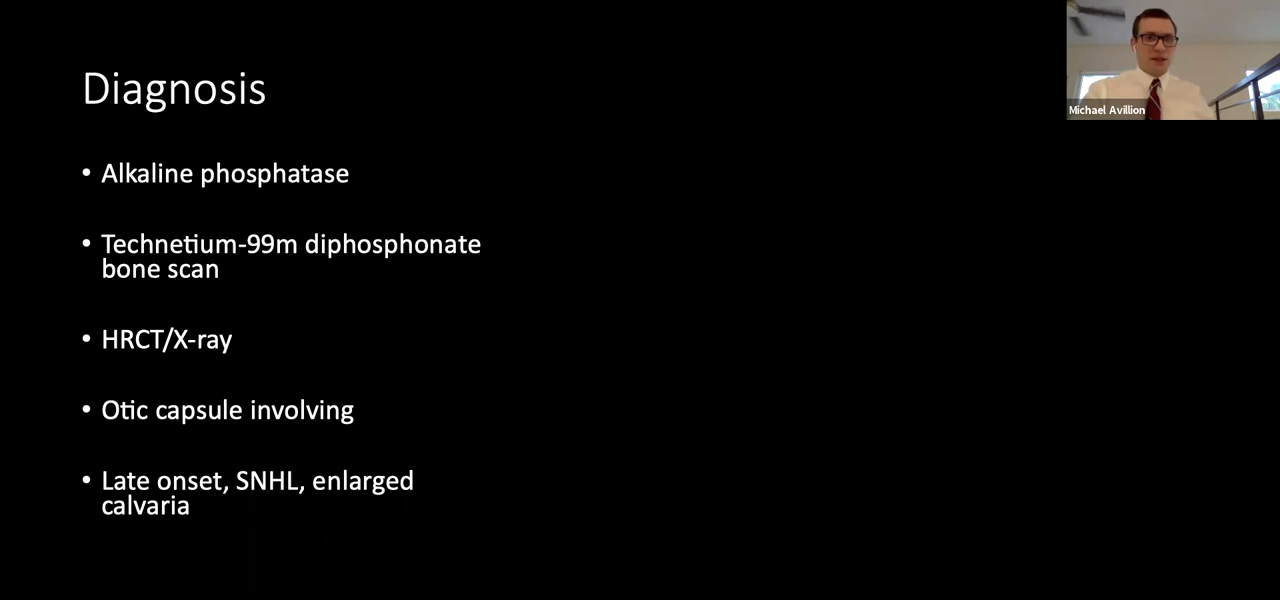 Diagnosis
• Alkaline phosphatase
• Technetium-99m diphosphonate
bone scan
• HRCT/X-ray
• Otic capsule involving
• Late onset, SNHL, enlarged
calvaria
Michael Avillion